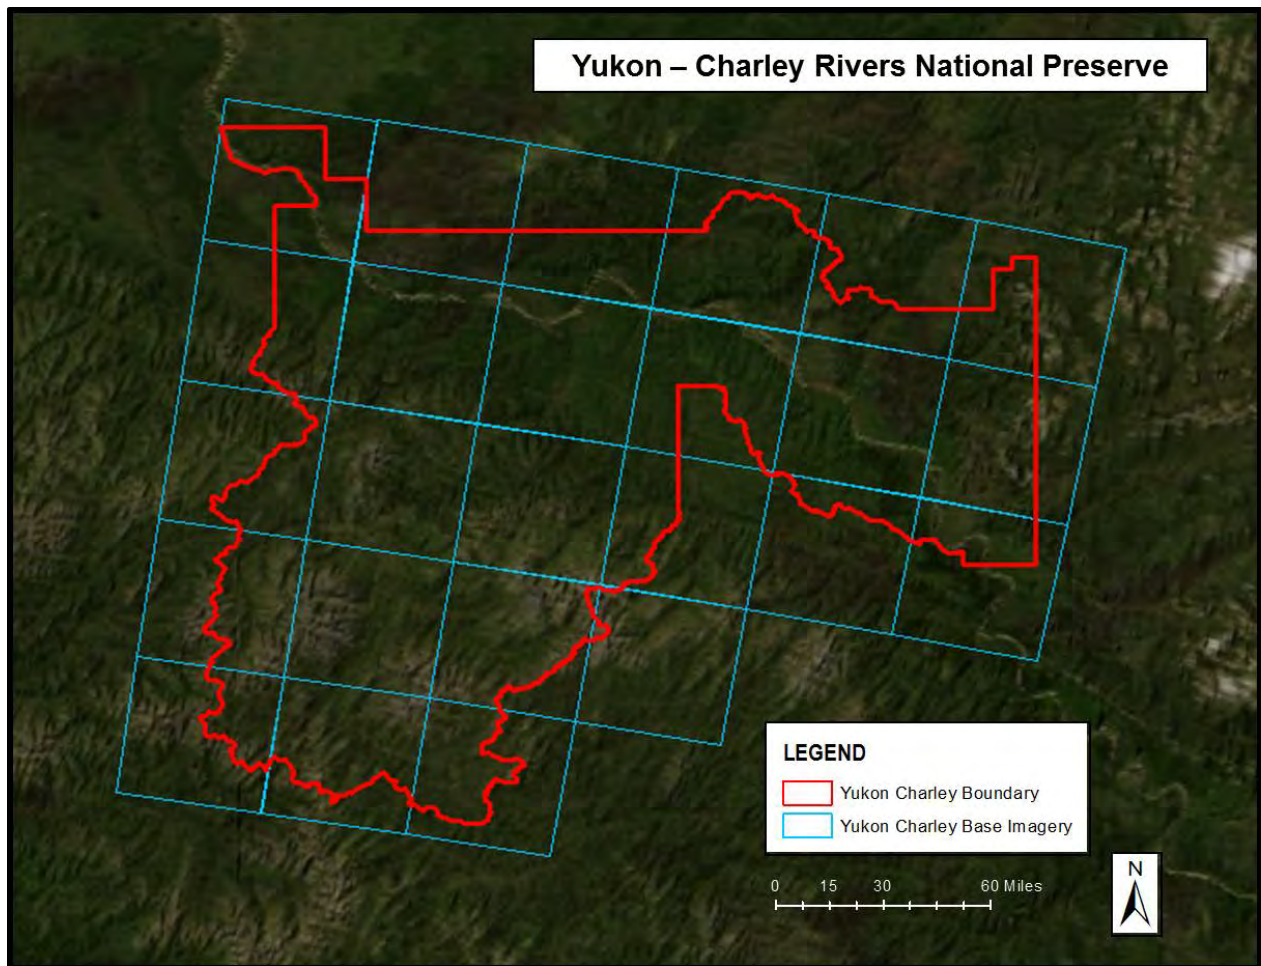 Yukon – Charley Rivers National Preserve
LEGEND
Yukon Charley Boundary
Yukon Charley Base Imagery
0 15 30 60 Miles
N